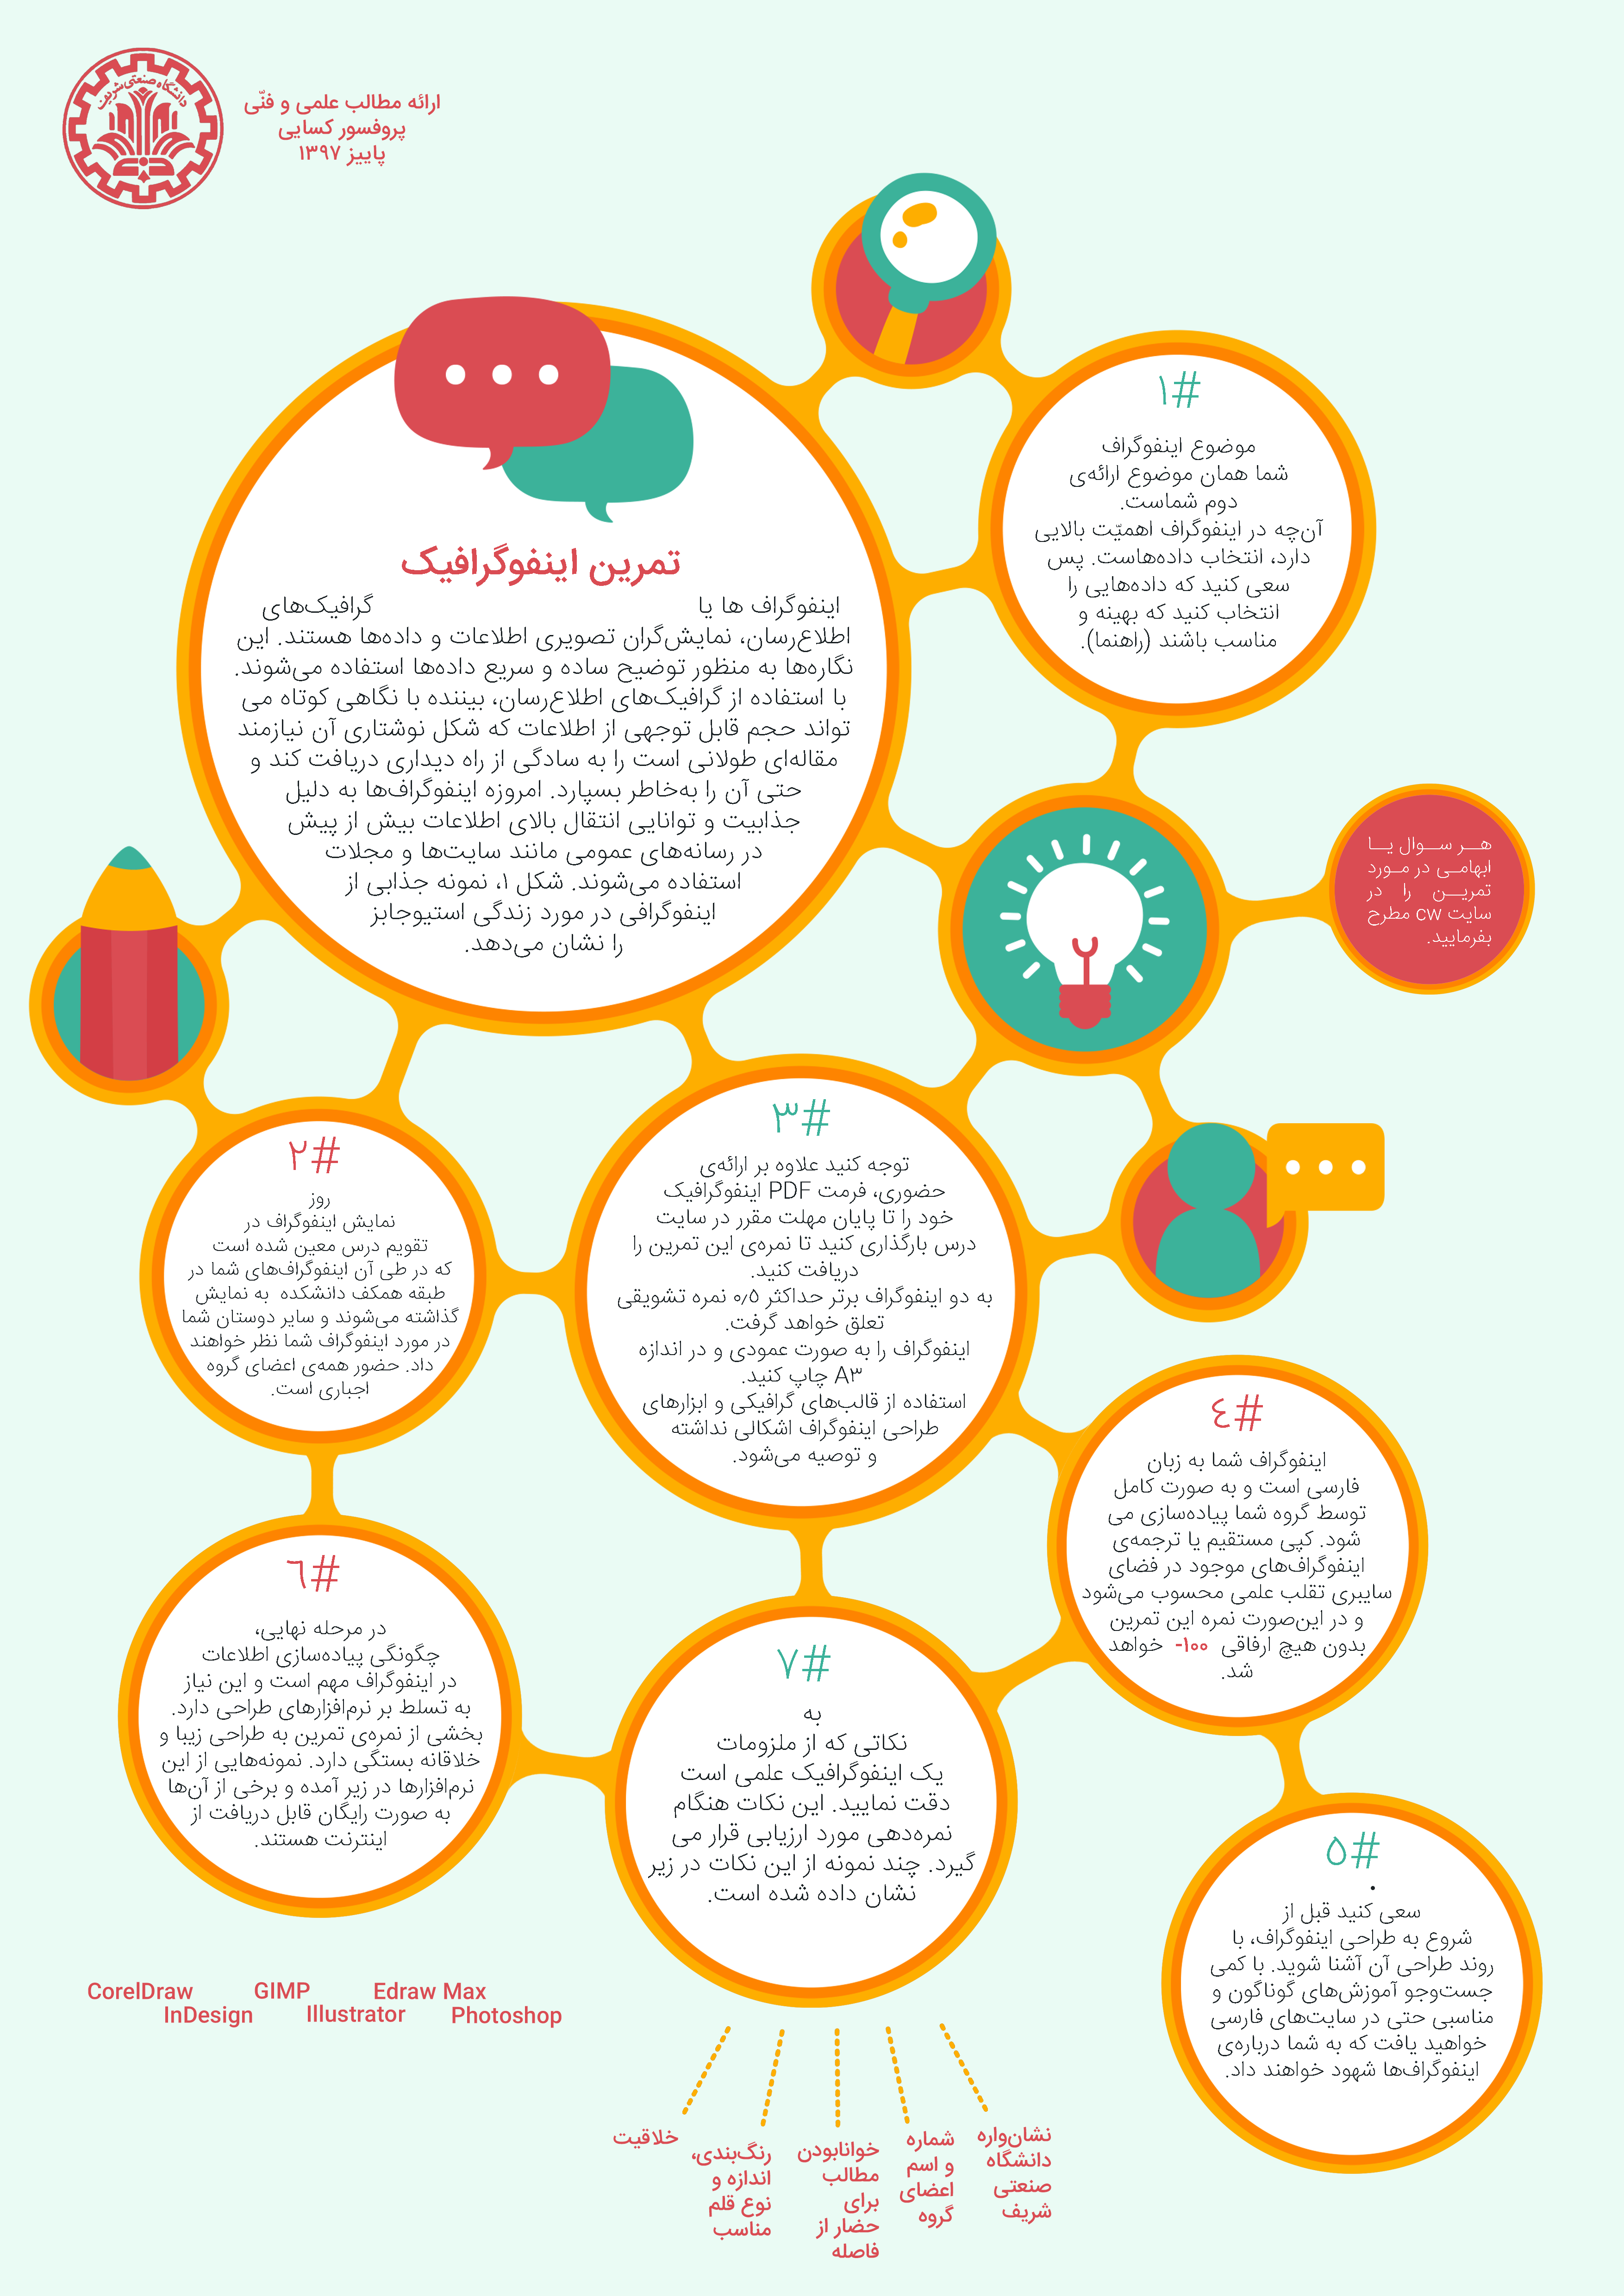 دانشگاه صنعتی شریف
ارائه مطالب علمی و فنّی
پروفسور کسایی
پاییز ۱۳۹۷
تمرین اینفوگرافیک
اینفوگراف ها یا گرافیک‌های
اطلاع‌رسان، نمایش‌گران تصویری اطلاعات و داده‌ها هستند. این
نگاره‌ها به منظور توضیح ساده و سریع داده‌ها استفاده می‌شوند.
با استفاده از گرافیک‌های اطلاع‌رسان، بیننده با نگاهی کوتاه می
تواند حجم قابل توجهی از اطلاعات که شکل نوشتاری آن نیازمند
مقاله‌ای طولانی است را به سادگی از راه دیداری دریافت کند و
حتی آن را به‌خاطر بسپارد. امروزه اینفوگراف‌ها به دلیل
جذابیت و توانایی انتقال بالای اطلاعات بیش از پیش
در رسانه‌های عمومی مانند سایت‌ها و مجلات
استفاده می‌شوند. شکل ۱، نمونه جذابی از
اینفوگرافی در مورد زندگی استیوجابز
را نشان می‌دهد.
#۱
موضوع اینفوگراف
شما همان موضوع ارائه‌ی
دوم شماست.
آن‌چه در اینفوگراف اهمیّت بالایی
دارد، انتخاب داده‌هاست. پس
سعی کنید که داده‌هایی را
انتخاب کنید که بهینه و
مناسب باشند (راهنما).
هر سوال یا
ابهامی در مورد
تمرین را در
سایت cw مطرح
بفرمایید.
#۲
روز
نمایش اینفوگراف در
تقویم درس معین شده است
که در طی آن اینفوگراف‌های شما در
طبقه همکف دانشکده به نمایش
گذاشته می‌شوند و سایر دوستان شما
در مورد اینفوگراف شما نظر خواهند
داد. حضور همه‌ی اعضای گروه
اجباری است.
#۳
توجه کنید علاوه بر ارائه‌ی
حضوری، فرمت PDF اینفوگرافیک
خود را تا پایان مهلت مقرر در سایت
درس بارگذاری کنید تا نمره‌ی این تمرین را
دریافت کنید.
به دو اینفوگراف برتر حداکثر ۰٫۵ نمره تشویقی
تعلق خواهد گرفت.
اینفوگراف را به صورت عمودی و در اندازه
A۳ چاپ کنید.
استفاده از قالب‌های گرافیکی و ابزارهای
طراحی اینفوگراف اشکالی نداشته
و توصیه می‌شود.
#٤
اینفوگراف شما به زبان
فارسی است و به صورت کامل
توسط گروه شما پیاده‌سازی می
شود. کپی مستقیم یا ترجمه‌ی
اینفوگراف‌های موجود در فضای
سایبری تقلب علمی محسوب می‌شود
و در این‌صورت نمره این تمرین
بدون هیچ ارفاقی ۱۰۰- خواهد
شد.
#۵
.
سعی کنید قبل از
شروع به طراحی اینفوگراف، با
روند طراحی آن آشنا شوید. با کمی
جست‌وجو آموزش‌های گوناگون و
مناسبی حتی در سایت‌های فارسی
خواهید یافت که به شما درباره‌ی
اینفوگراف‌ها شهود خواهند داد.
#٦
در مرحله نهایی،
چگونگی پیاده‌سازی اطلاعات
در اینفوگراف مهم است و این نیاز
به تسلط بر نرم‌افزارهای طراحی دارد.
بخشی از نمره‌ی تمرین به طراحی زیبا و
خلاقانه بستگی دارد. نمونه‌هایی از این
نرم‌افزارها در زیر آمده و برخی از آن‌ها
به صورت رایگان قابل دریافت از
اینترنت هستند.
CorelDraw GIMP Edraw Max
InDesign Illustrator Photoshop
#۷
به
نکاتی که از ملزومات
یک اینفوگرافیک علمی است
دقت نمایید. این نکات هنگام
نمره‌دهی مورد ارزیابی قرار می
گیرد. چند نمونه از این نکات در زیر
نشان داده شده است.
نشان‌واره
دانشگاه
صنعتی
شریف
شماره
و اسم
اعضای
گروه
خوانابودن
مطالب
برای
حضار از
فاصله
رنگ‌بندی،
اندازه و
نوع قلم
مناسب
خلاقیت